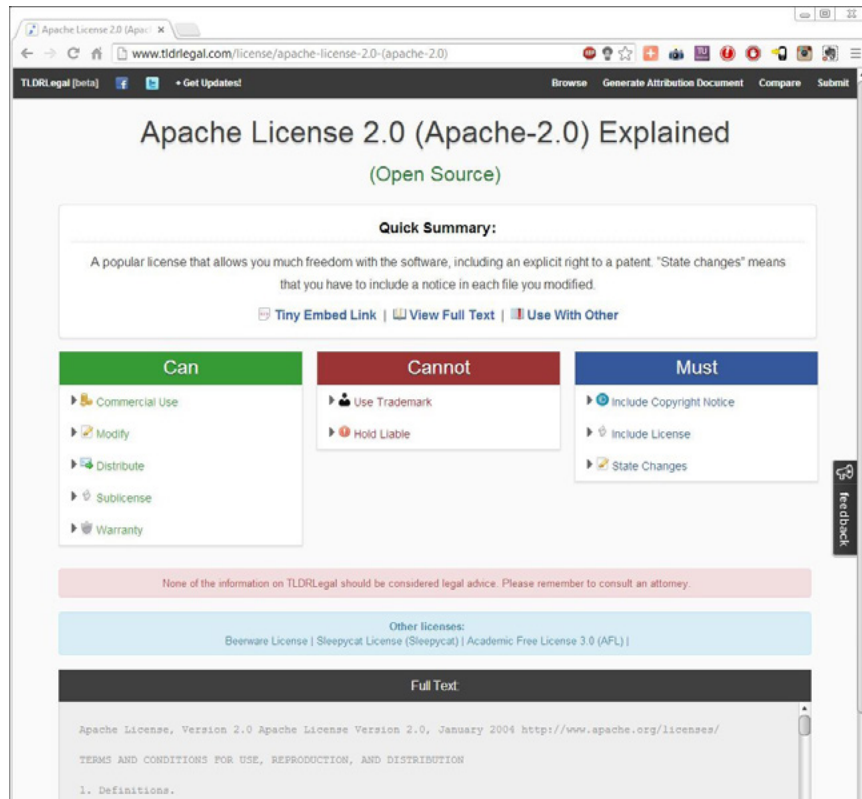 Apache License 2.0 (Apac
www.tldrlegal.com/license/apache-license-2.0-(apache-2.0)
TLDRLegal [beta] • Get Updates! Browse Generate Attribution Document Compare Submit
Apache License 2.0 (Apache-2.0) Explained
(Open Source)
Quick Summary:
A popular license that allows you much freedom with the software, including an explicit right to a patent. "State changes" means
that you have to include a notice in each file you modified.
Tiny Embed Link | View Full Text | Use With Other
Can
Commercial Use
Modify
Distribute
Sublicense
Warranty
Cannot
Use Trademark
Hold Liable
Must
Include Copyright Notice
Include License
State Changes
feedback
None of the information on TLDRLegal should be considered legal advice. Please remember to consult an attorney.
Other licenses:
Beerware License | Sleepycat License (Sleepycat) | Academic Free License 3.0 (AFL) |
Full Text:
Apache License, Version 2.0 Apache License Version 2.0, January 2004 http://www.apache.org/licenses/
TERMS AND CONDITIONS FOR USE, REPRODUCTION, AND DISTRIBUTION
1. Definitions.